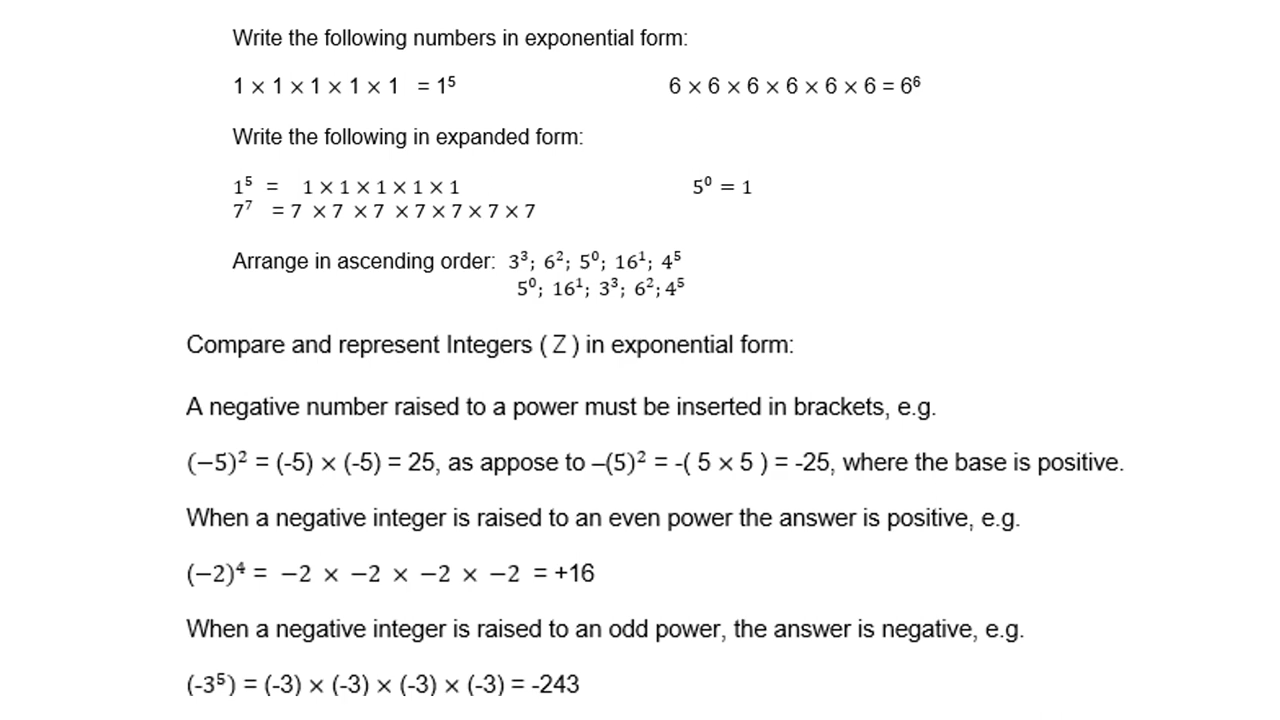 Write the following numbers in exponential form:
1 × 1 × 1 × 1 × 1 = 1⁵ 6 × 6 × 6 × 6 × 6 × 6 = 6⁶
Write the following in expanded form:
1⁵ = 1 × 1 × 1 × 1 × 1 5⁰ = 1
7⁷ = 7 × 7 × 7 × 7 × 7 × 7 × 7
Arrange in ascending order: 3³; 6²; 5⁰; 16¹; 4⁵
5⁰; 16¹; 3³; 6²; 4⁵
Compare and represent Integers ( Z ) in exponential form:
A negative number raised to a power must be inserted in brackets, e.g.
(−5)² = (-5) × (-5) = 25, as appose to –(5)² = -( 5 × 5 ) = -25, where the base is positive.
When a negative integer is raised to an even power the answer is positive, e.g.
(−2)⁴ = −2 × −2 × −2 × −2 = +16
When a negative integer is raised to an odd power, the answer is negative, e.g.
(-3⁵) = (-3) × (-3) × (-3) × (-3) = -243